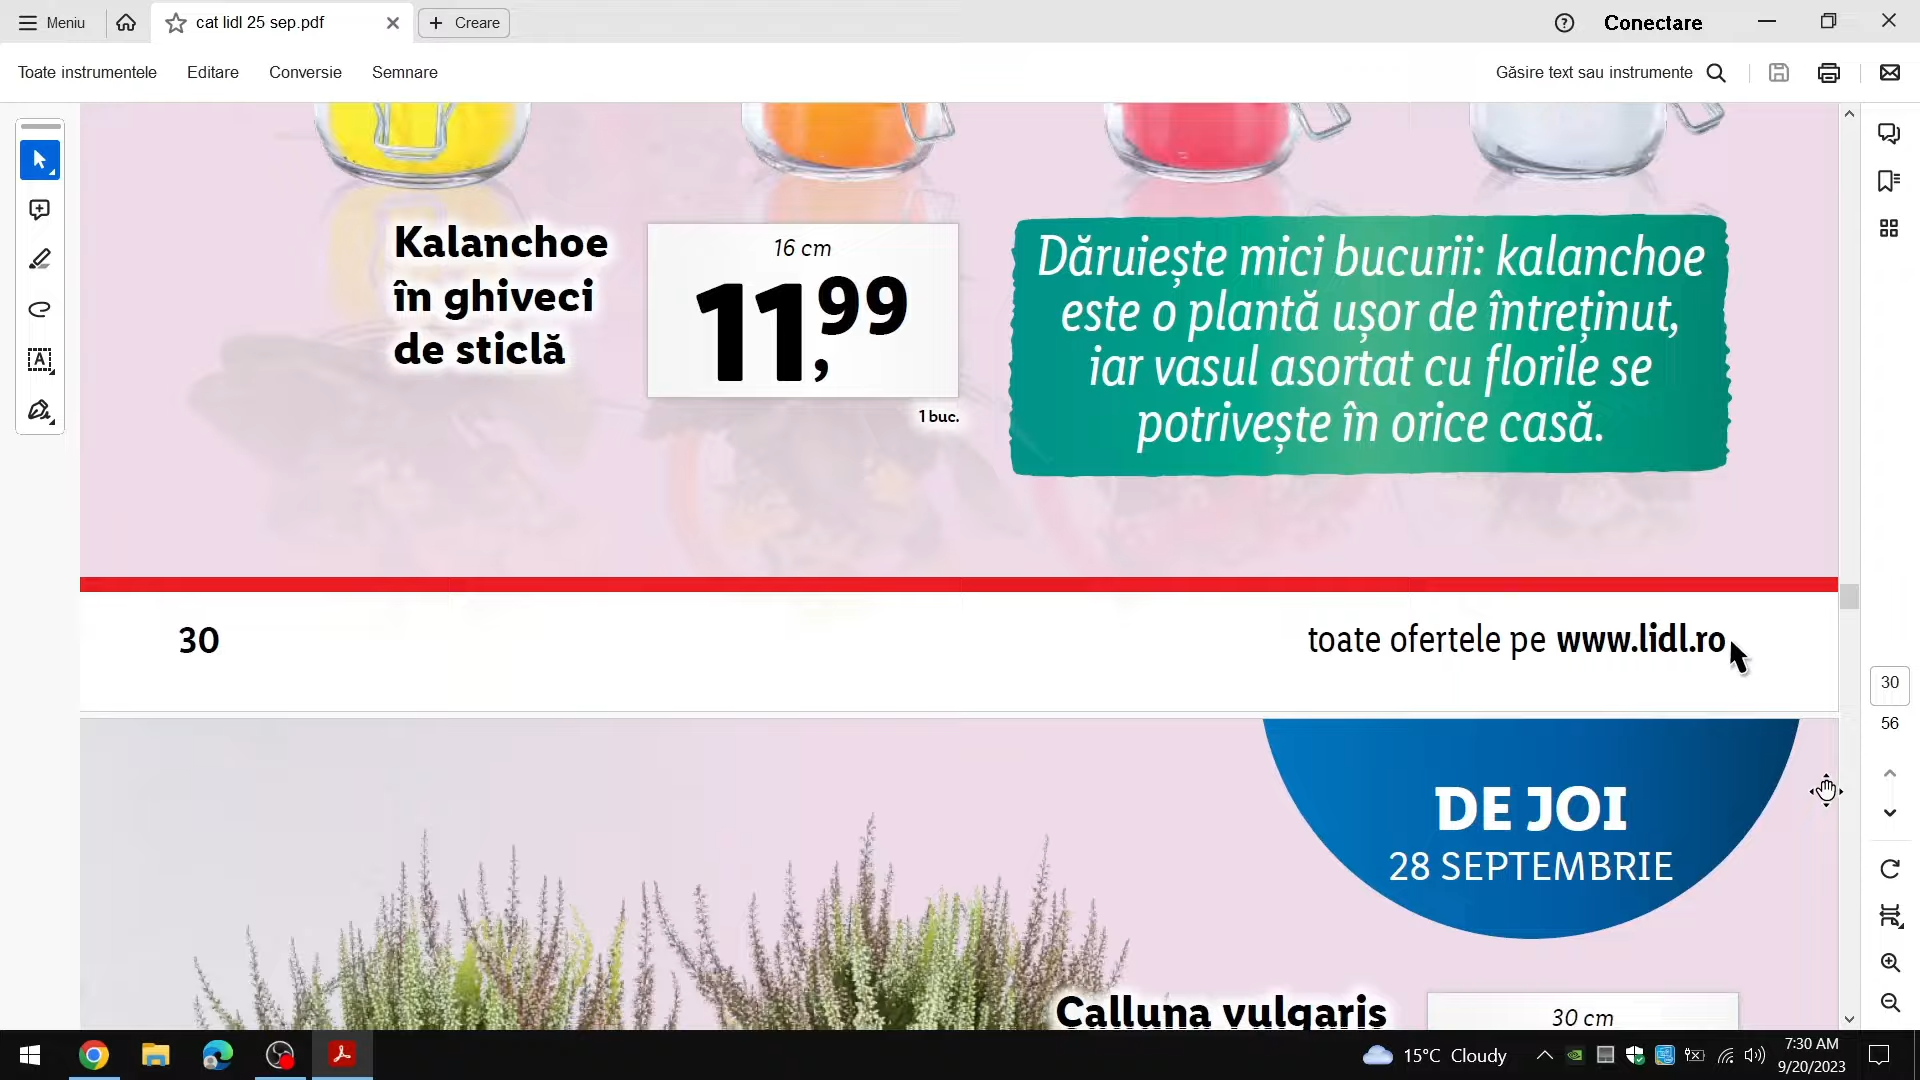 Meniu
cat lidl 25 sep.pdf
Creare
Conectare
Toate instrumentele
Editare
Conversie
Semnare
Găsire text sau instrumente
Kalanchoe
în ghiveci
de sticlă
16 cm
11,99
1 buc.
Dăruiește mici bucurii: kalanchoe
este o plantă ușor de întreținut,
iar vasul asortat cu florile se
potrivește în orice casă.
30
toate ofertele pe www.lidl.ro
30
56
DE JOI
28 SEPTEMBRIE
Calluna vulgaris
30 cm
15°C Cloudy
7:30 AM
9/20/2023